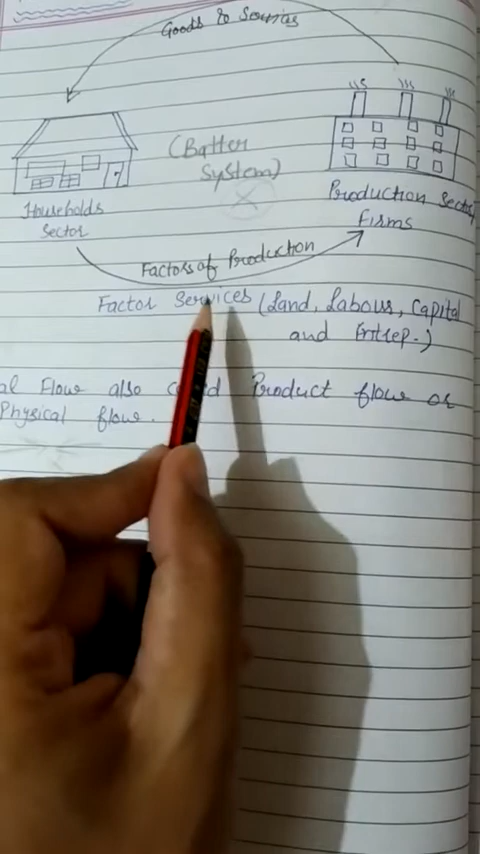 Goods & Services
(Batter
System)
Households
Sector
Production Sector
Firms
Factors of Production
Factor Services (Land, Labour, Capital
and Entrep.)
al Flow also Product flow or
Physical flow.